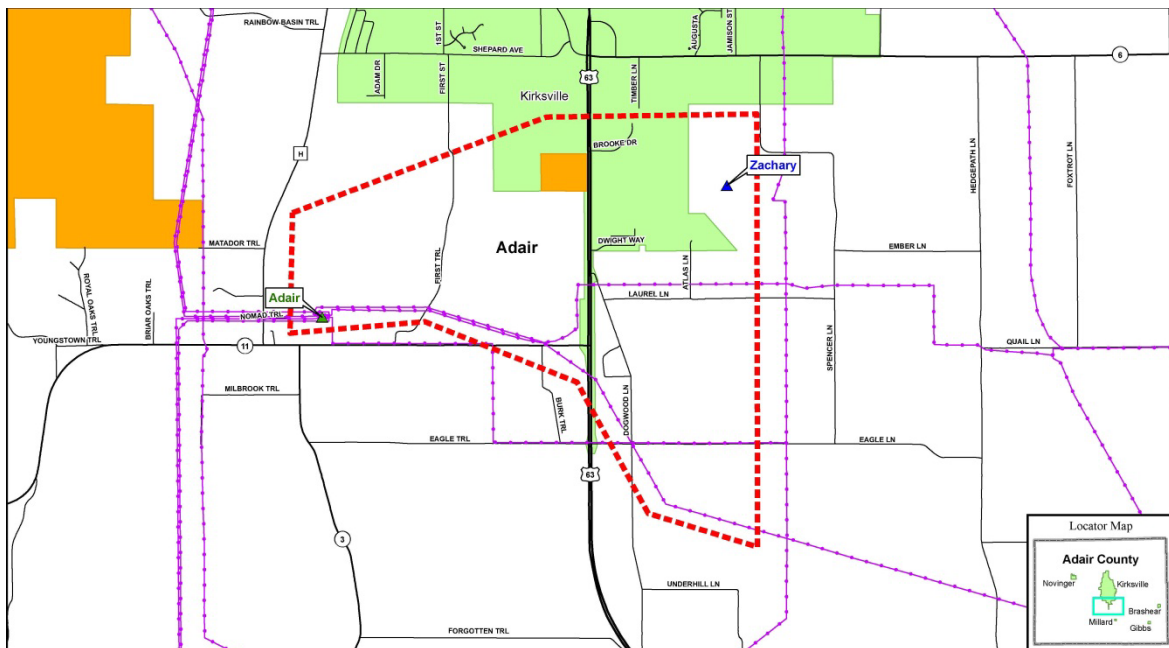 RAINBOW BASIN TRL
1ST ST
SHEPARD AVE
AUGUSTA
JAMISON ST
6
63
ADAM DR
FIRST ST
Kirksville
TIMBER LN
HEDGEPATH LN
FOXTROT LN
H
BROOKE DR
Zachary
MATADOR TRL
Adair
DWIGHT WAY
EMBER LN
ROYAL OAKS TRL
BRIAR OAKS TRL
FIRST TRL
ATLAS LN
Adair
LAUREL LN
NOMAD TRL
YOUNGSTOWN TRL
11
SPENCER LN
QUAIL LN
MILBROOK TRL
BURK TRL
DOGWOOD LN
EAGLE TRL
EAGLE LN
63
3
UNDERHILL LN
FORGOTTEN TRL
Locator Map
Adair County
Novinger
Kirksville
Brashear
Millard
Gibbs